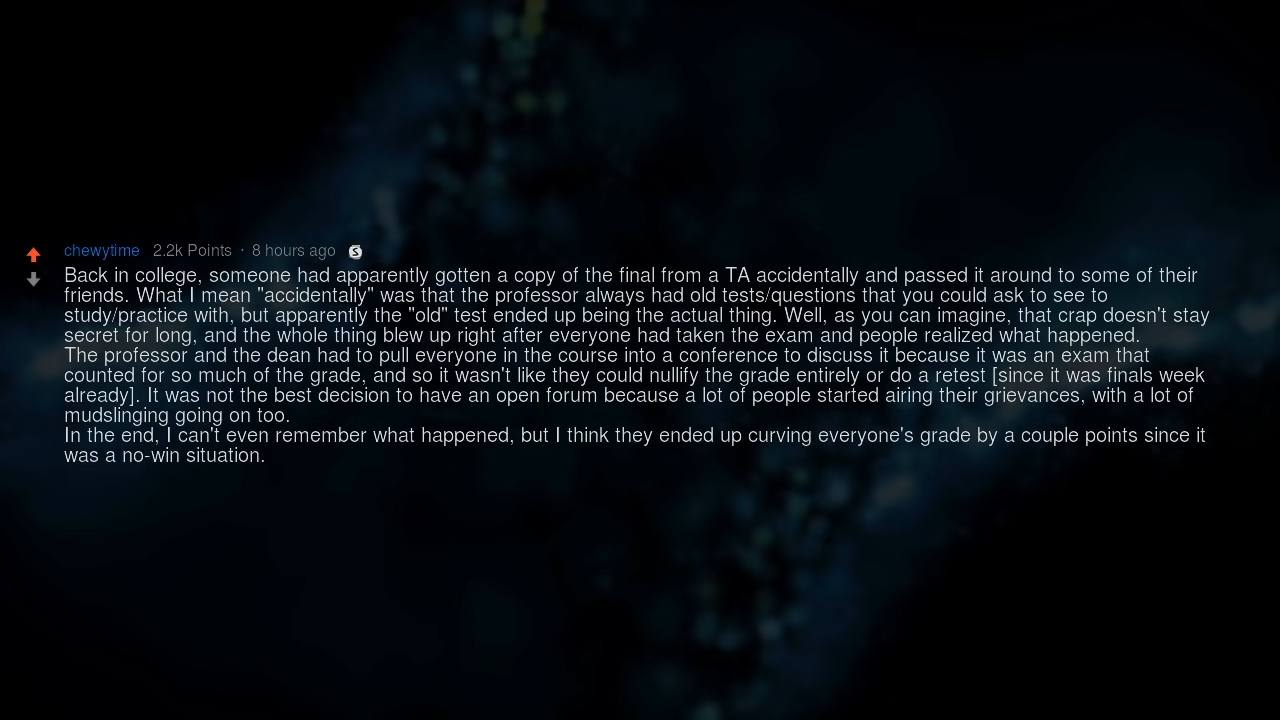 chewytime 2.2k Points · 8 hours ago S
Back in college, someone had apparently gotten a copy of the final from a TA accidentally and passed it around to some of their
friends. What I mean "accidentally" was that the professor always had old tests/questions that you could ask to see to
study/practice with, but apparently the "old" test ended up being the actual thing. Well, as you can imagine, that crap doesn't stay
secret for long, and the whole thing blew up right after everyone had taken the exam and people realized what happened.
The professor and the dean had to pull everyone in the course into a conference to discuss it because it was an exam that
counted for so much of the grade, and so it wasn't like they could nullify the grade entirely or do a retest [since it was finals week
already]. It was not the best decision to have an open forum because a lot of people started airing their grievances, with a lot of
mudslinging going on too.
In the end, I can't even remember what happened, but I think they ended up curving everyone's grade by a couple points since it
was a no-win situation.